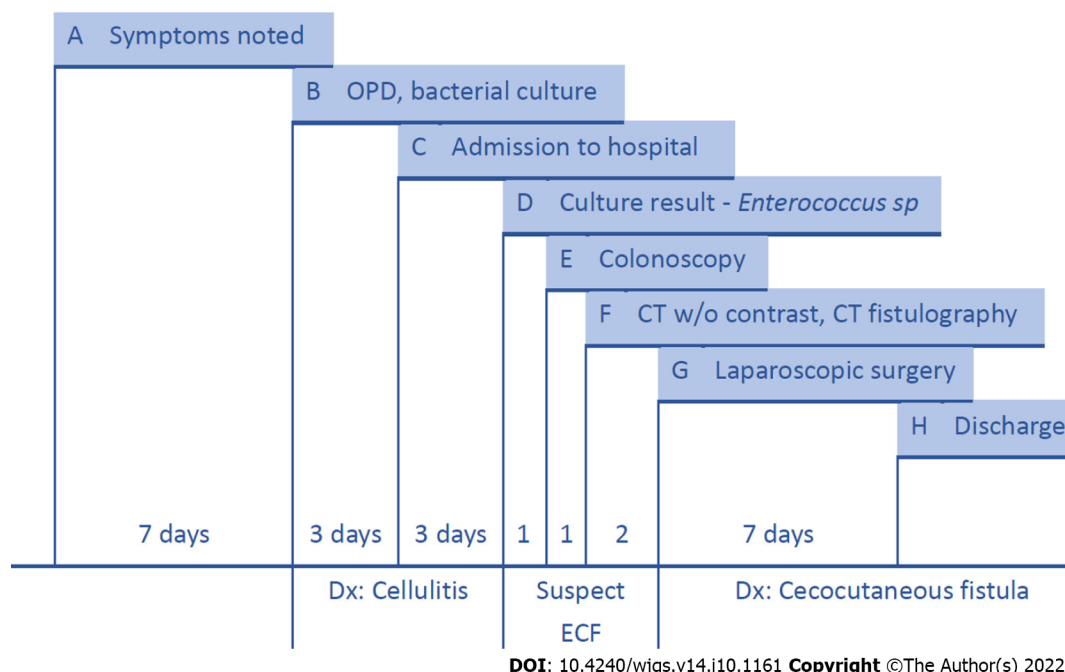 A Symptoms noted
B OPD, bacterial culture
C Admission to hospital
D Culture result - Enterococcus sp
E Colonoscopy
F CT w/o contrast, CT fistulography
G Laparoscopic surgery
H Discharge
7 days 3 days 3 days 1 1 2 7 days
Dx: Cellulitis Suspect Dx: Cecocutaneous fistula
ECF
DOI: 10.4240/wjgs.v14.i10.1161 Copyright ©The Author(s) 2022